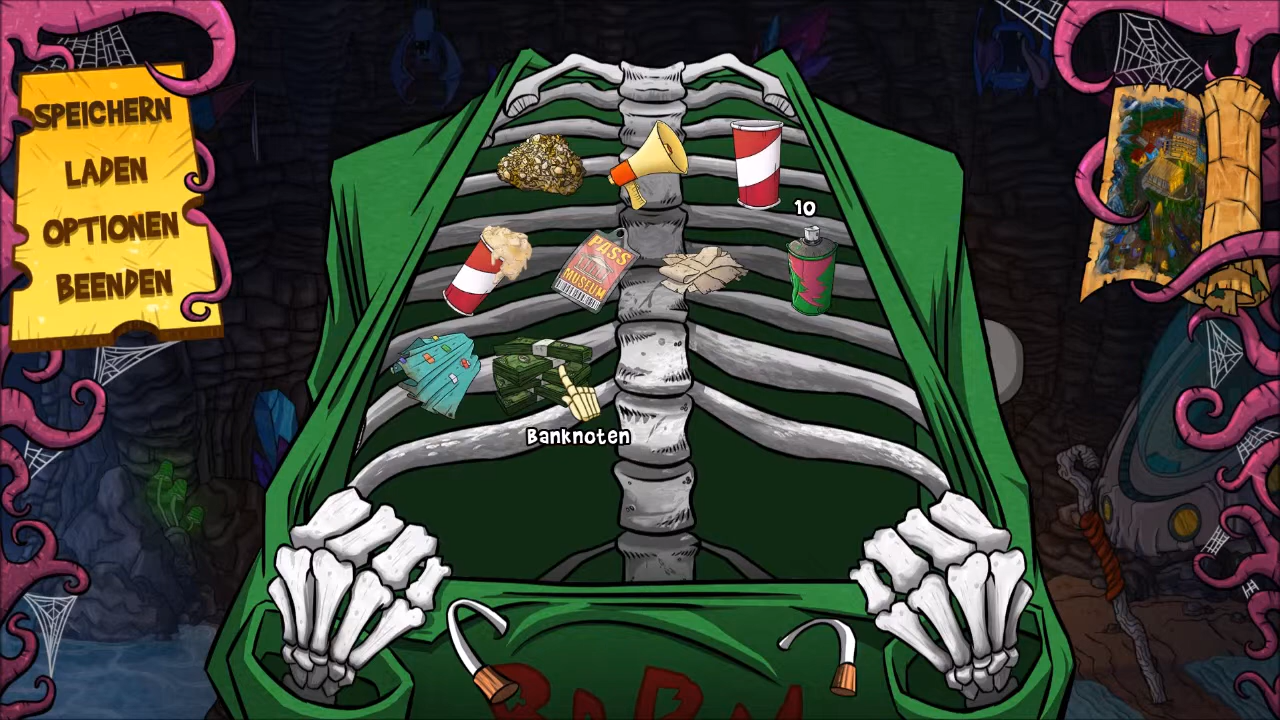 SPEICHERN
LADEN
OPTIONEN
BEENDEN
10
PASS
MUSEUM
Banknoten